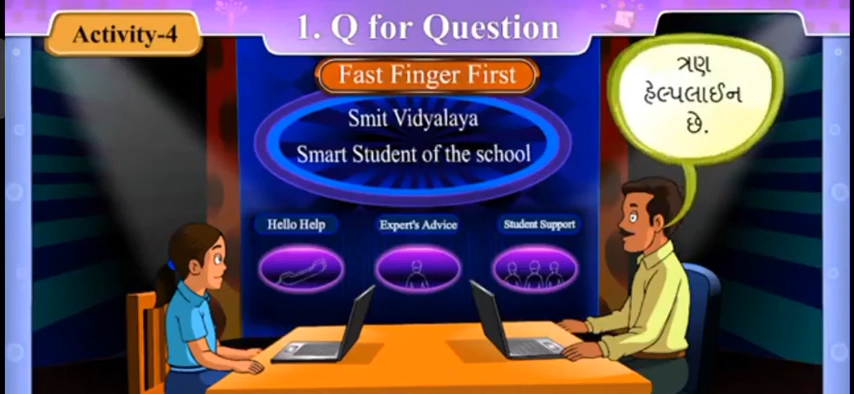 Activity-4
1. Q for Question
Fast Finger First
Smit Vidyalaya
Smart Student of the school
ત્રણ
હેલ્પલાઈન
છે.
Hello Help
Expert's Advice
Student Support